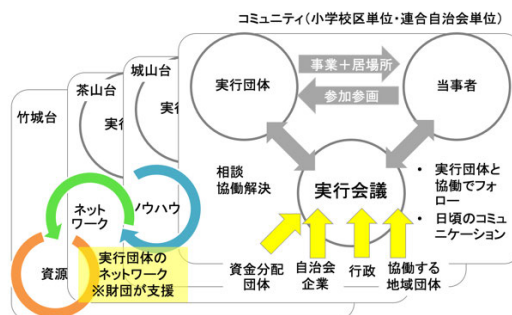 コミュニティ(小学校区単位・連合自治会単位)
城山台
茶山台
竹城台
実行団体
事業+居場所
参加参画
当事者
実行
実行
相談
協働解決
実行会議
• 実行団体と
協働でフォ
ロー
• 日頃のコミュ
ニケーション
ネット
ワーク
ノウハウ
資源
実行団体の
ネットワーク
※財団が支援
資金分配
団体
自治会
企業
行政
協働する
地域団体